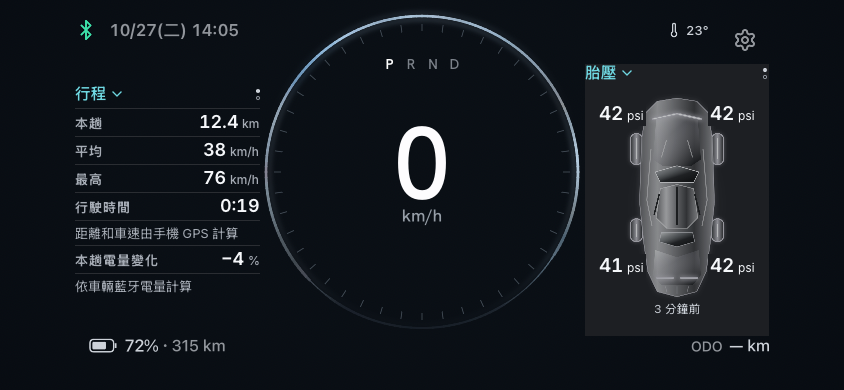 10/27(二) 14:05
23°
P R N D
行程
本趟 12.4 km
平均 38 km/h
最高 76 km/h
行駛時間 0:19
距離和車速由手機 GPS 計算
本趟電量變化 −4 %
依車輛藍牙電量計算
72% · 315 km
0
km/h
胎壓
42 psi 42 psi
41 psi 42 psi
3 分鐘前
ODO — km